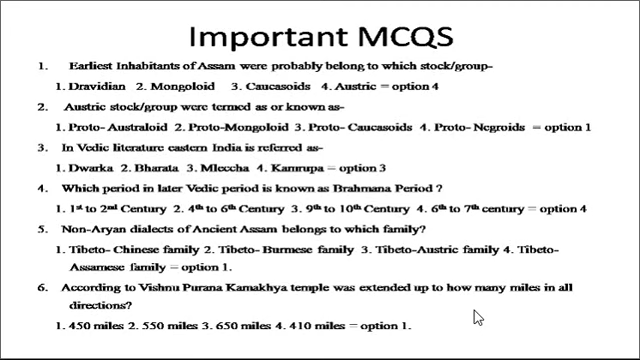 Important MCQS
1. Earliest Inhabitants of Assam were probably belong to which stock/group-
1. Dravidian 2. Mongoloid 3. Caucasoids 4. Austric = option 4
2. Austric stock/group were termed as or known as-
1. Proto- Australoid 2. Proto-Mongoloid 3. Proto- Caucasoids 4. Proto- Negroids = option 1
3. In Vedic literature eastern India is referred as-
1. Dwarka 2. Bharata 3. Mleccha 4. Kamrupa = option 3
4. Which period in later Vedic period is known as Brahmana Period ?
1. 1st to 2nd Century 2. 4th to 6th Century 3. 9th to 10th Century 4. 6th to 7th century = option 4
5. Non-Aryan dialects of Ancient Assam belongs to which family?
1. Tibeto- Chinese family 2. Tibeto- Burmese family 3. Tibeto-Austric family 4. Tibeto-
Assamese family = option 1.
6. According to Vishnu Purana Kamakhya temple was extended up to how many miles in all
directions?
1. 450 miles 2. 550 miles 3. 650 miles 4. 410 miles = option 1.